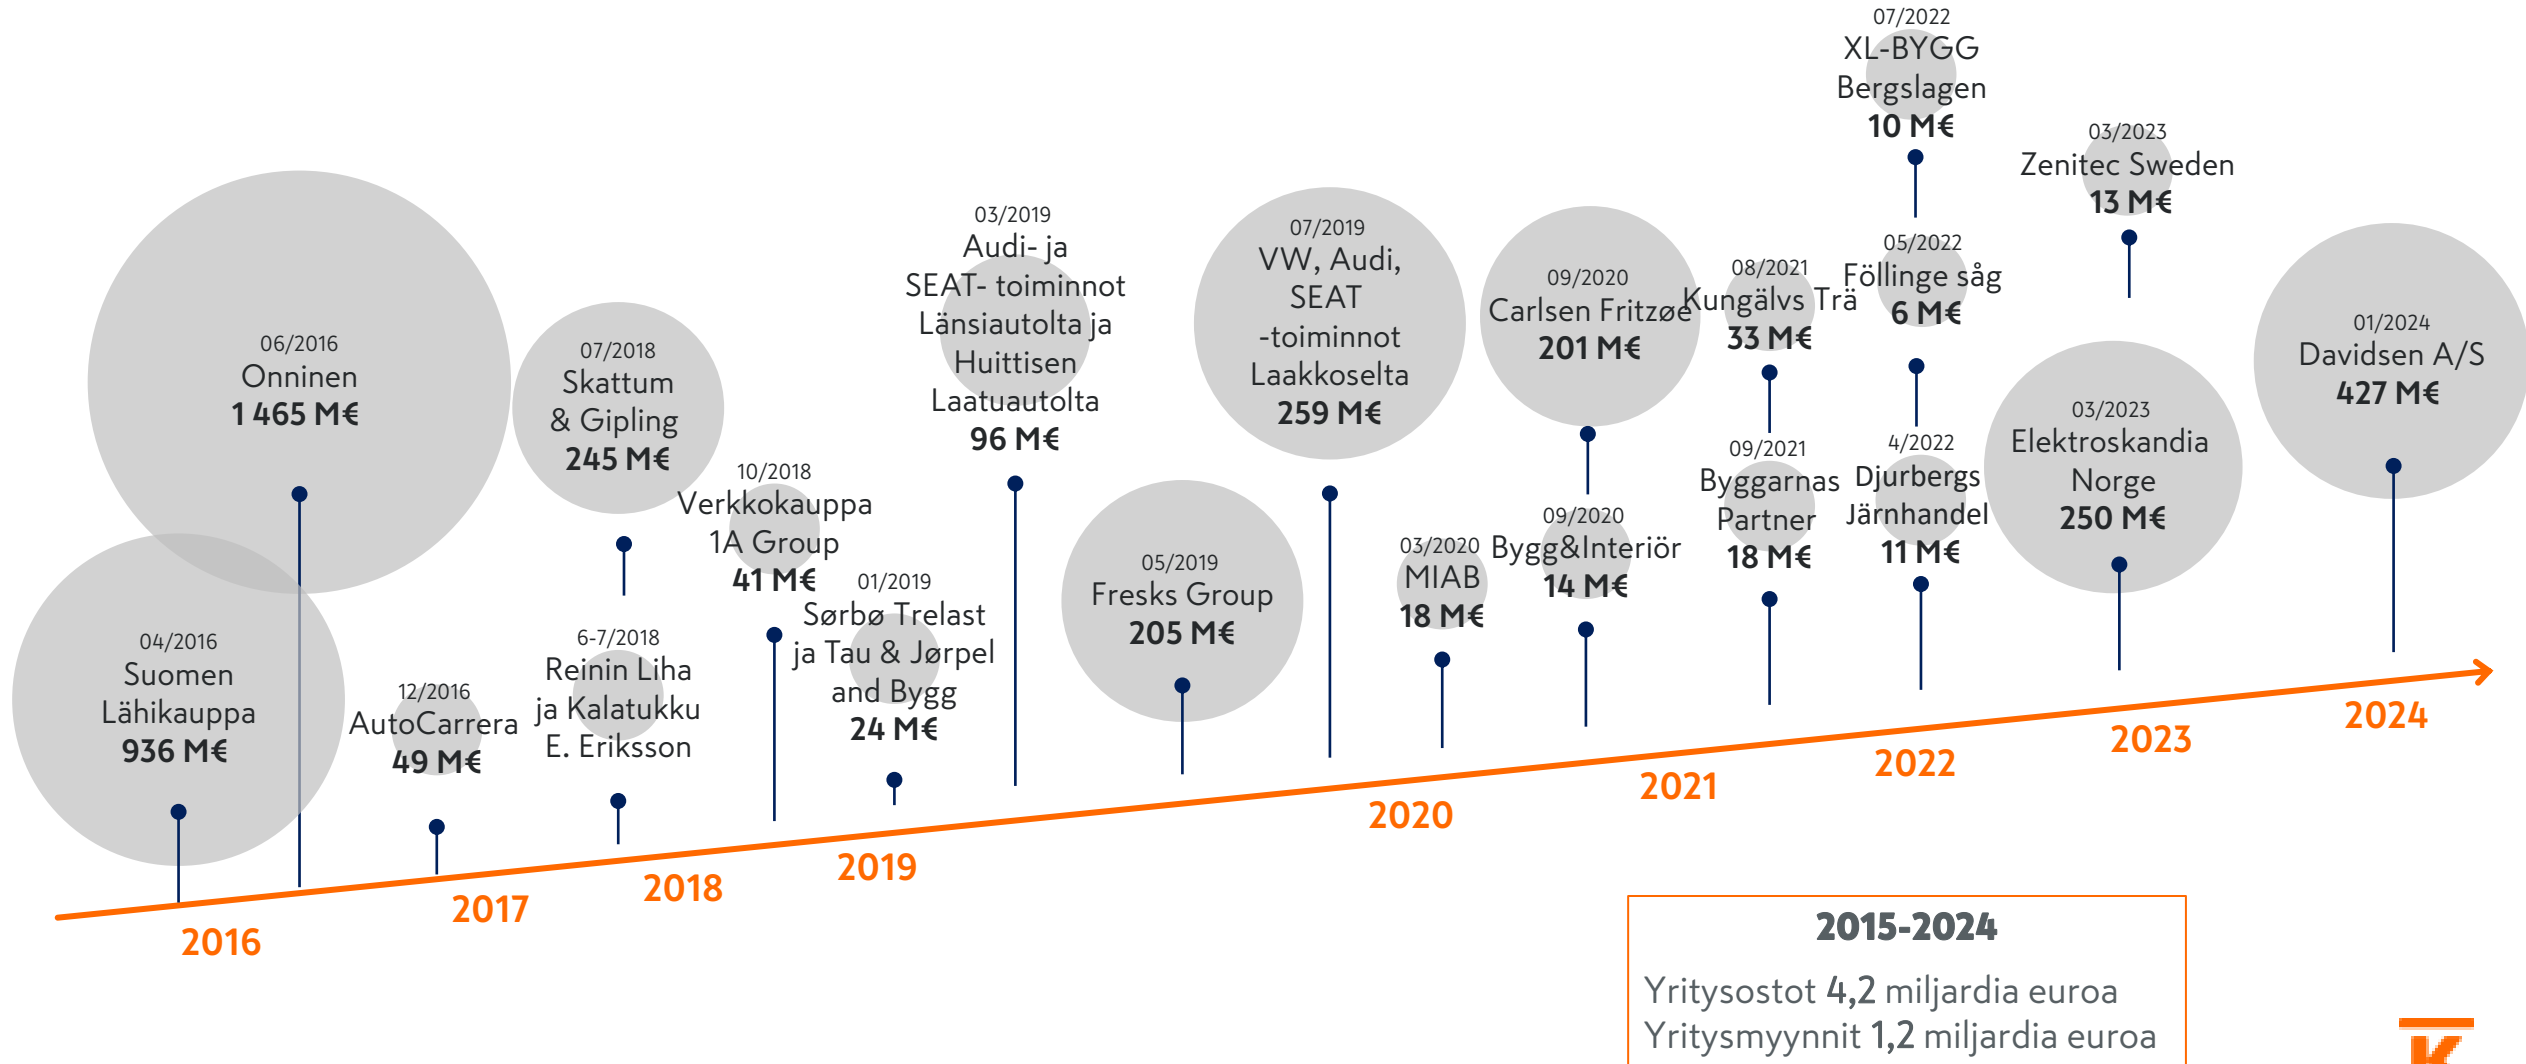 07/2022
XL-BYGG
Bergslagen
10 M€
03/2023
Zenitec Sweden
13 M€
06/2016
Onninen
1 465 M€
07/2018
Skattum
& Gipling
245 M€
03/2019
Audi- ja
SEAT- toiminnot
Länsiautolta ja
Huittisen
Laatuautolta
96 M€
07/2019
VW, Audi,
SEAT
-toiminnot
Laakkoselta
259 M€
09/2020
Carlsen Fritzøe
201 M€
08/2021
Kungälvs Trä
33 M€
05/2022
Föllinge såg
6 M€
01/2024
Davidsen A/S
427 M€
10/2018
Verkkokauppa
1A Group
41 M€
09/2021
Byggarnas
Partner
18 M€
4/2022
Djurbergs
Järnhandel
11 M€
03/2023
Elektroskandia
Norge
250 M€
04/2016
Suomen
Lähikauppa
936 M€
12/2016
AutoCarrera
49 M€
6-7/2018
Reinin Liha
ja Kalatukku
E. Eriksson
01/2019
Sørbø Trelast
ja Tau & Jørpel
and Bygg
24 M€
05/2019
Fresks Group
205 M€
03/2020
MIAB
18 M€
09/2020
Bygg&Interiör
14 M€
2016
2017
2018
2019
2020
2021
2022
2023
2024
2015-2024
Yritysostot 4,2 miljardia euroa
Yritysmyynnit 1,2 miljardia euroa
K